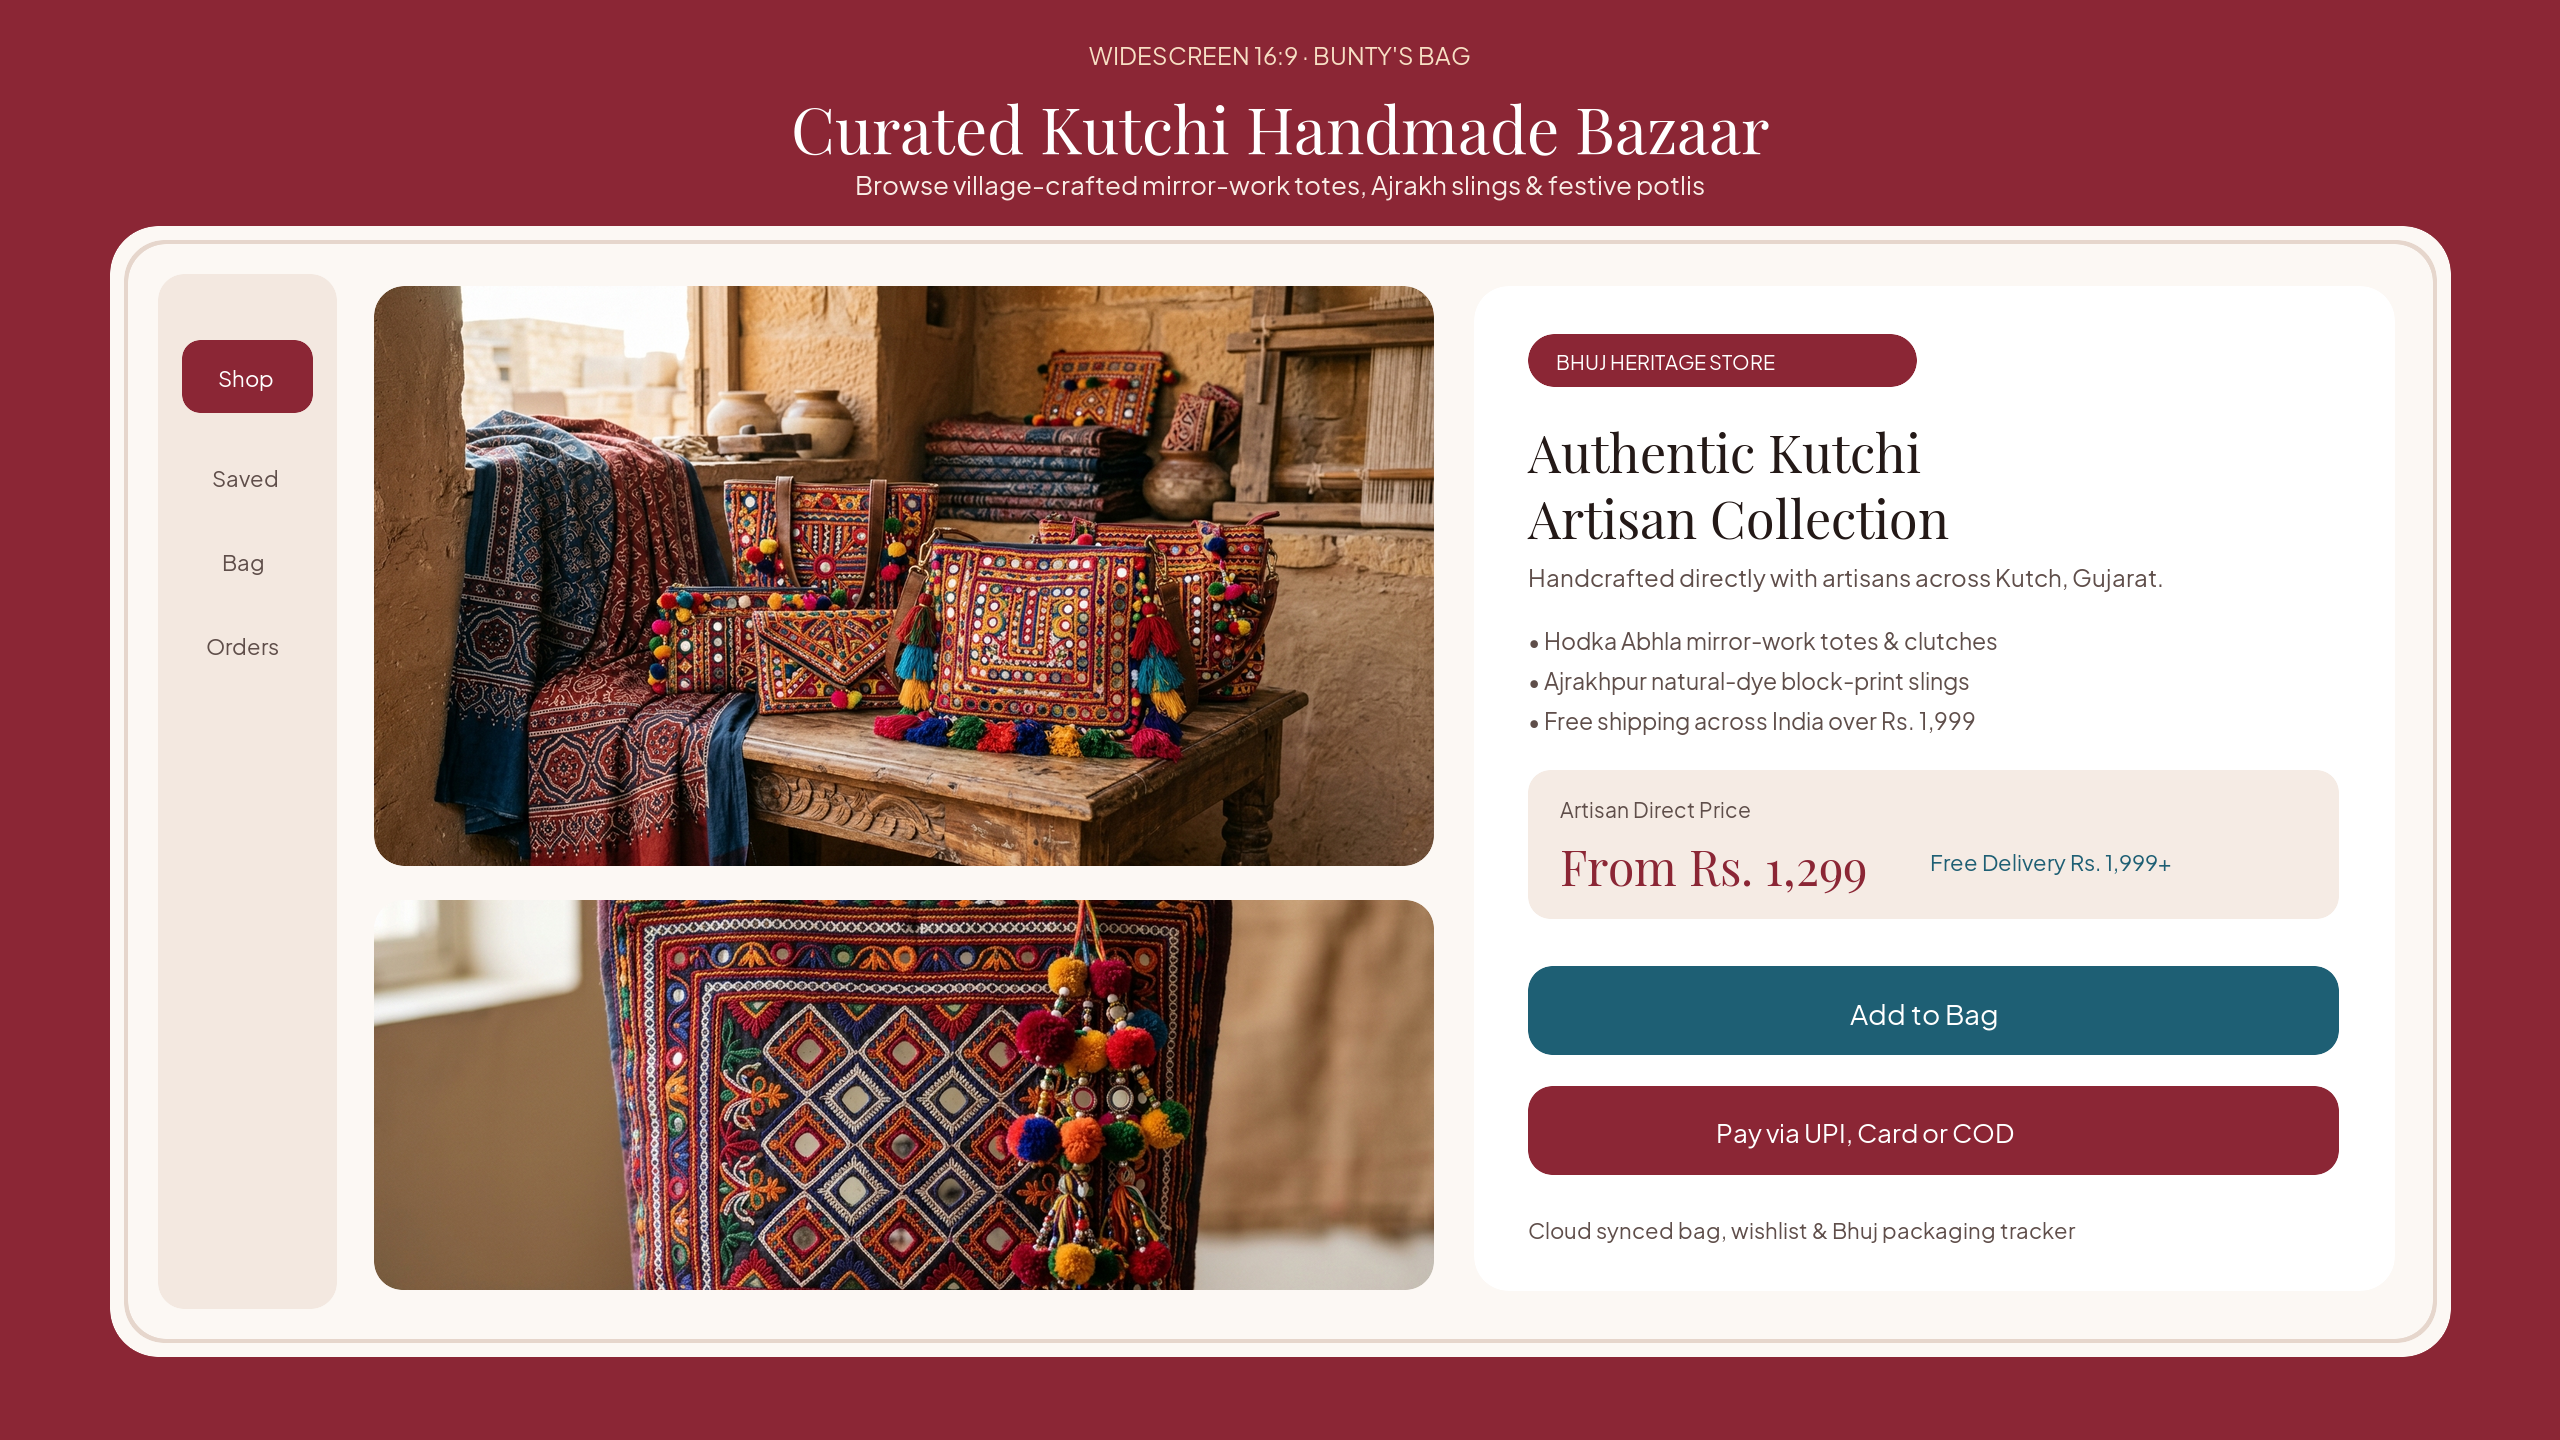 WIDESCREEN 16:9 · BUNTY'S BAG
Curated Kutchi Handmade Bazaar
Browse village-crafted mirror-work totes, Ajrakh slings & festive potlis
Shop
Saved
Bag
Orders
BHUJ HERITAGE STORE
Authentic Kutchi
Artisan Collection
Handcrafted directly with artisans across Kutch, Gujarat.
• Hodka Abhla mirror-work totes & clutches
• Ajrakhpur natural-dye block-print slings
• Free shipping across India over Rs. 1,999
Artisan Direct Price
From Rs. 1,299
Free Delivery Rs. 1,999+
Add to Bag
Pay via UPI, Card or COD
Cloud synced bag, wishlist & Bhuj packaging tracker